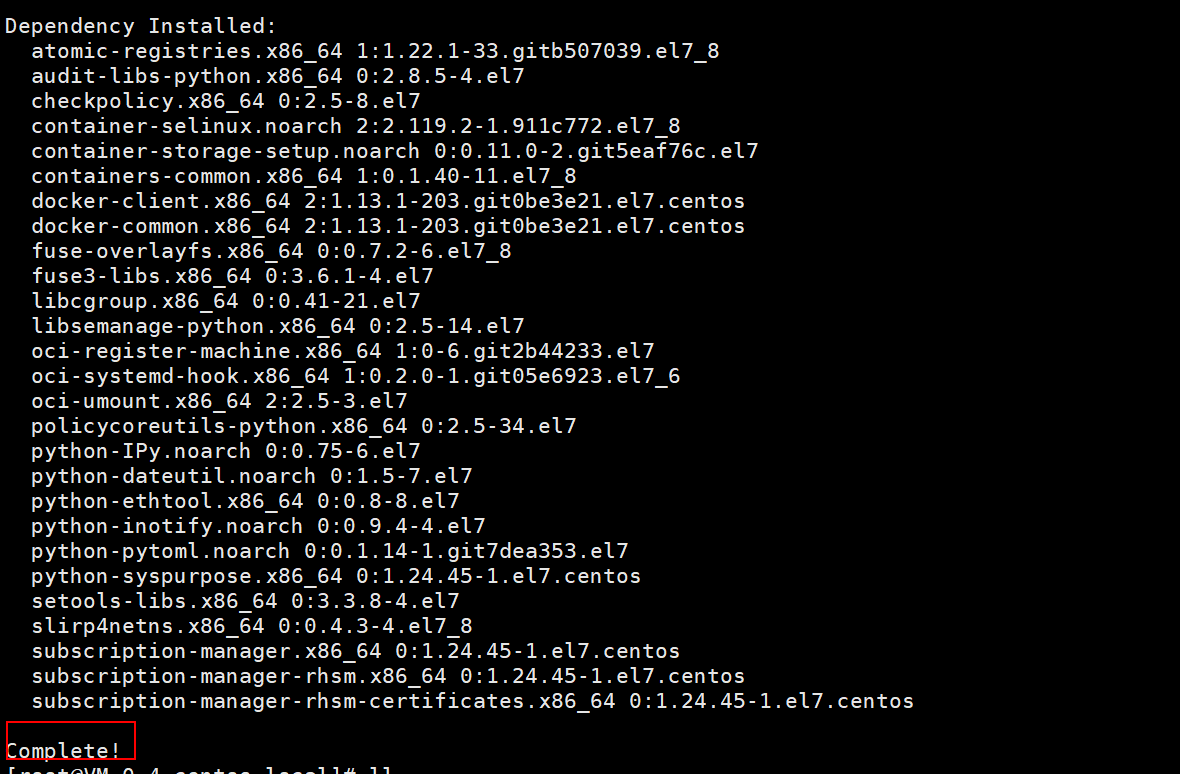 Dependency Installed:
atomic-registries.x86_64 1:1.22.1-33.gitb507039.el7_8
audit-libs-python.x86_64 0:2.8.5-4.el7
checkpolicy.x86_64 0:2.5-8.el7
container-selinux.noarch 2:2.119.2-1.911c772.el7_8
container-storage-setup.noarch 0:0.11.0-2.git5eaf76c.el7
containers-common.x86_64 1:0.1.40-11.el7_8
docker-client.x86_64 2:1.13.1-203.git0be3e21.el7.centos
docker-common.x86_64 2:1.13.1-203.git0be3e21.el7.centos
fuse-overlayfs.x86_64 0:0.7.2-6.el7_8
fuse3-libs.x86_64 0:3.6.1-4.el7
libcgroup.x86_64 0:0.41-21.el7
libsemanage-python.x86_64 0:2.5-14.el7
oci-register-machine.x86_64 1:0-6.git2b44233.el7
oci-systemd-hook.x86_64 1:0.2.0-1.git05e6923.el7_6
oci-umount.x86_64 2:2.5-3.el7
policycoreutils-python.x86_64 0:2.5-34.el7
python-IPy.noarch 0:0.75-6.el7
python-dateutil.noarch 0:1.5-7.el7
python-ethtool.x86_64 0:0.8-8.el7
python-inotify.noarch 0:0.9.4-4.el7
python-pytoml.noarch 0:0.1.14-1.git7dea353.el7
python-syspurpose.x86_64 0:1.24.45-1.el7.centos
setools-libs.x86_64 0:3.3.8-4.el7
slirp4netns.x86_64 0:0.4.3-4.el7_8
subscription-manager.x86_64 0:1.24.45-1.el7.centos
subscription-manager-rhsm.x86_64 0:1.24.45-1.el7.centos
subscription-manager-rhsm-certificates.x86_64 0:1.24.45-1.el7.centos
Complete!
[root@VM-0-4-centos local]# ll